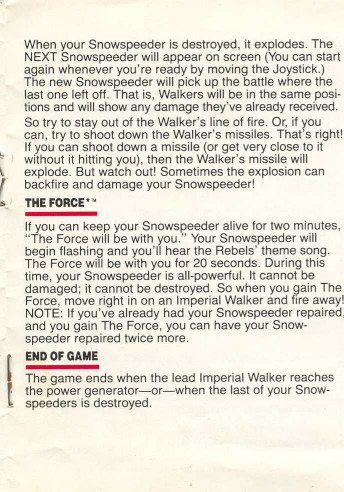 When your Snowspeeder is destroyed, it explodes. The
NEXT Snowspeeder will appear on screen (You can start
again whenever you're ready by moving the Joystick.)
The new Snowspeeder will pick up the battle where the
last one left off. That is, Walkers will be in the same posi-
tions and will show any damage they've already received.
So try to stay out of the Walker's line of fire. Or, if you
can, try to shoot down the Walker's missiles. That's right!
If you can shoot down a missile (or get very close to it
without it hitting you), then the Walker's missile will
explode. But watch out! Sometimes the explosion can
backfire and damage your Snowspeeder!
THE FORCE*™
If you can keep your Snowspeeder alive for two minutes,
"The Force will be with you." Your Snowspeeder will
begin flashing and you'll hear the Rebels' theme song.
The Force will be with you for 20 seconds. During this
time, your Snowspeeder is all-powerful. It cannot be
damaged; it cannot be destroyed. So when you gain The
Force, move right in on an Imperial Walker and fire away!
NOTE: If you've already had your Snowspeeder repaired,
and you gain The Force, you can have your Snow-
speeder repaired twice more.
END OF GAME
The game ends when the lead Imperial Walker reaches
the power generator—or—when the last of your Snow-
speeders is destroyed.